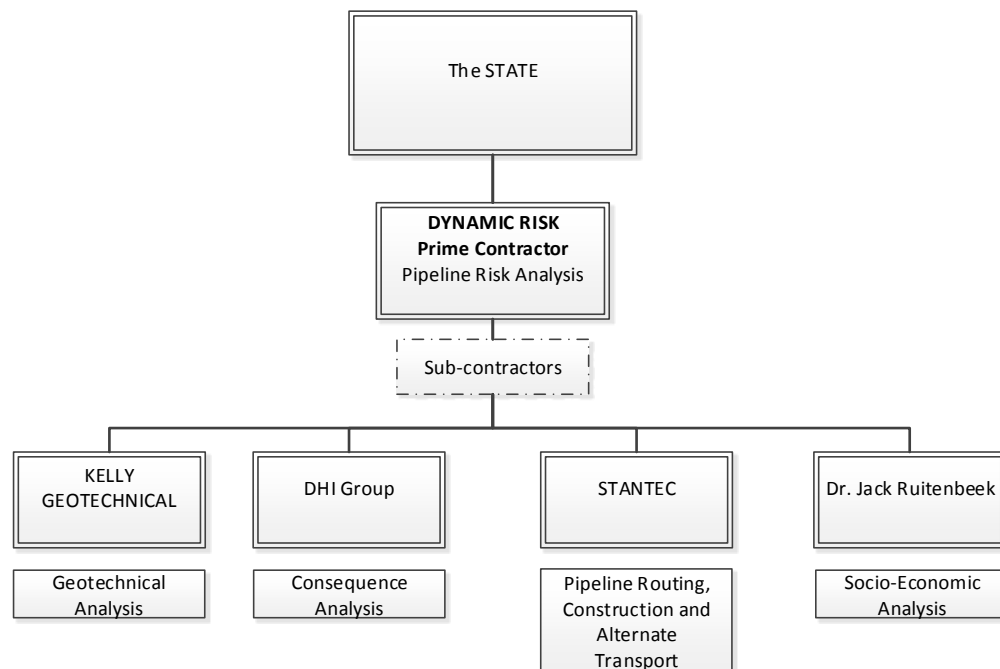 The STATE
DYNAMIC RISK
Prime Contractor
Pipeline Risk Analysis
Sub-contractors
KELLY
GEOTECHNICAL
DHI Group
STANTEC
Dr. Jack Ruitenbeek
Geotechnical
Analysis
Consequence
Analysis
Pipeline Routing,
Construction and
Alternate
Transport
Socio-Economic
Analysis